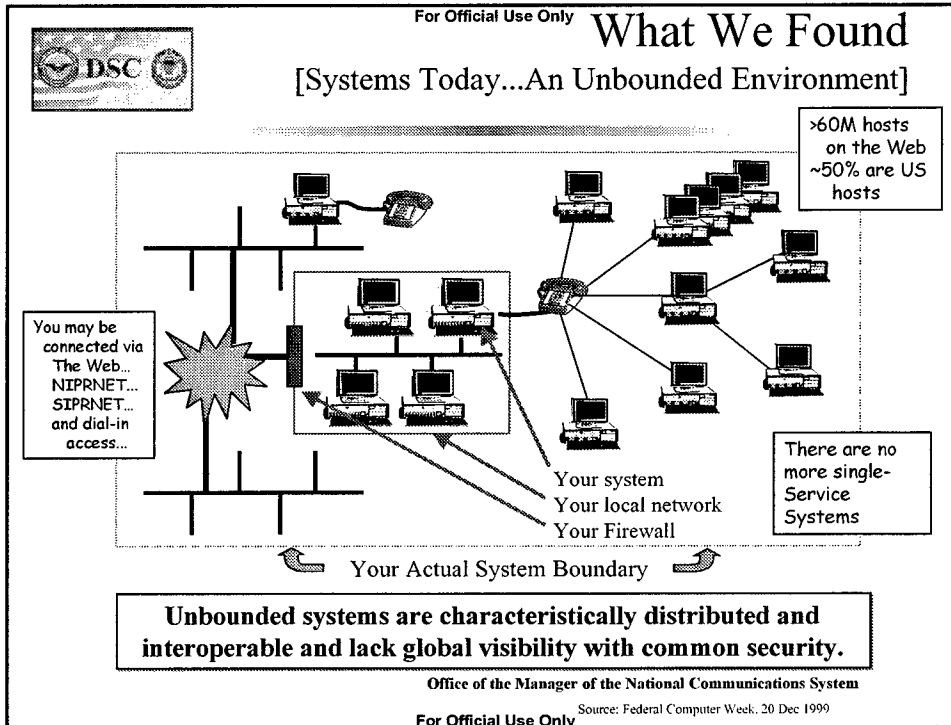 For Official Use Only
What We Found
DSC
[Systems Today...An Unbounded Environment]
>60M hosts
on the Web
~50% are US
hosts
You may be
connected via
The Web...
NIPRNET...
SIPRNET...
and dial-in
access...
There are no
more single-
Service
Systems
Your system
Your local network
Your Firewall
Your Actual System Boundary
Unbounded systems are characteristically distributed and
interoperable and lack global visibility with common security.
Office of the Manager of the National Communications System
Source: Federal Computer Week, 20 Dec 1999
For Official Use Only